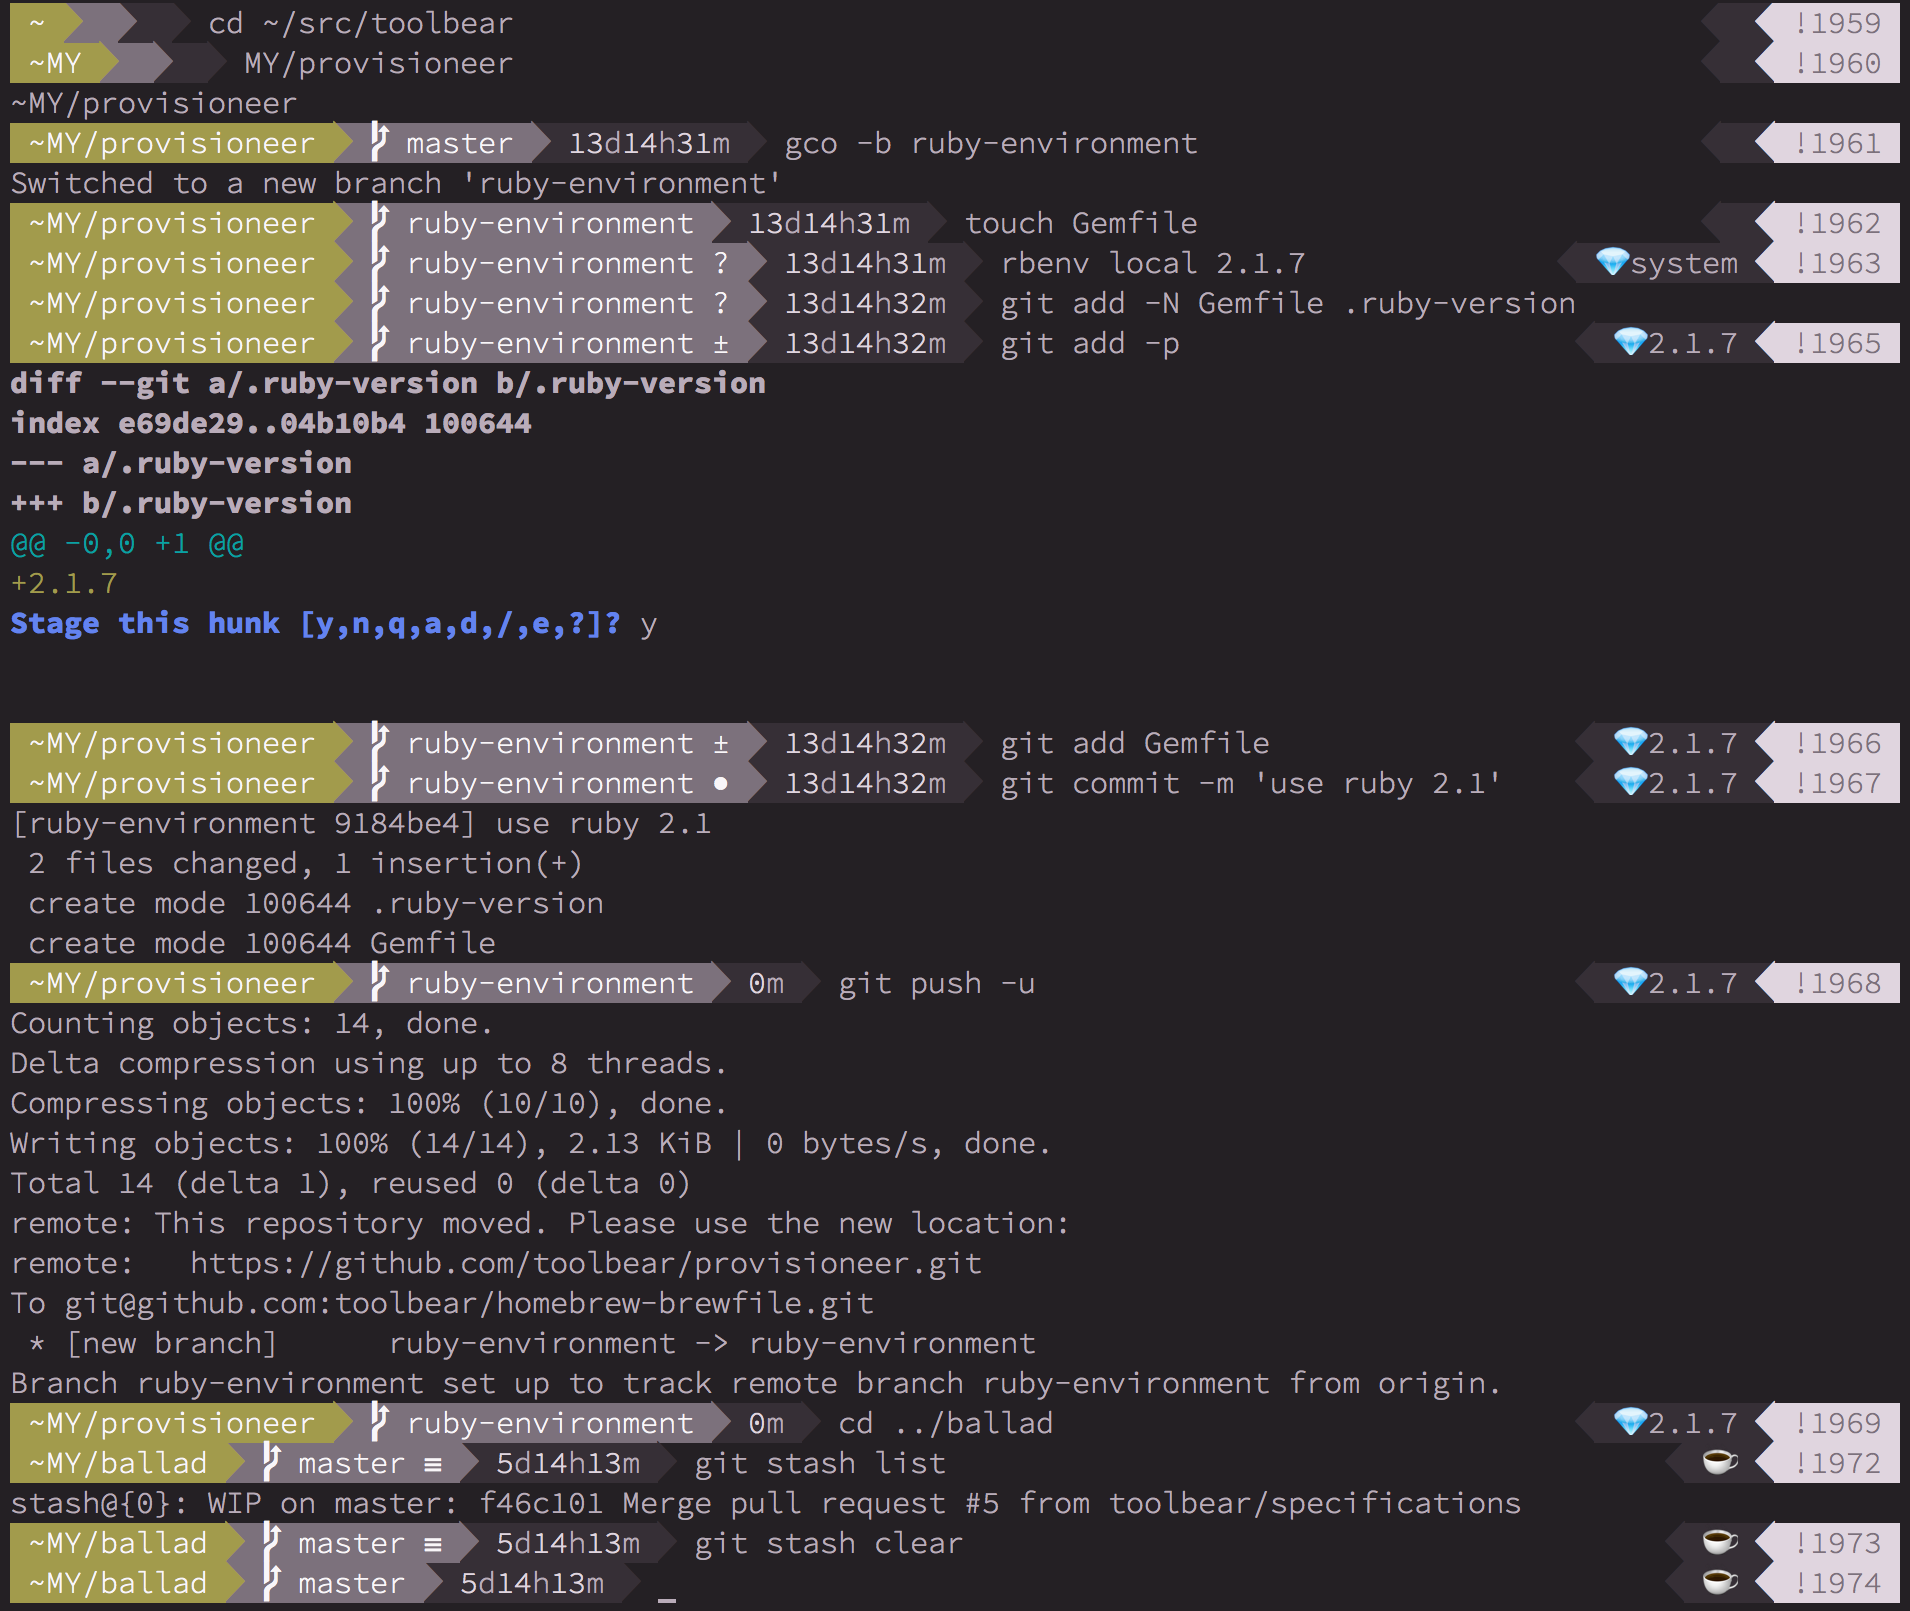 ~ cd ~/src/toolbear !1959
~MY MY/provisioneer !1960
~MY/provisioneer
~MY/provisioneer master 13d14h31m gco -b ruby-environment !1961
Switched to a new branch 'ruby-environment'
~MY/provisioneer ruby-environment 13d14h31m touch Gemfile !1962
~MY/provisioneer ruby-environment ? 13d14h31m rbenv local 2.1.7 💎system !1963
~MY/provisioneer ruby-environment ? 13d14h32m git add -N Gemfile .ruby-version
~MY/provisioneer ruby-environment ± 13d14h32m git add -p 💎2.1.7 !1965
diff --git a/.ruby-version b/.ruby-version
index e69de29..04b10b4 100644
--- a/.ruby-version
+++ b/.ruby-version
@@ -0,0 +1 @@
+2.1.7
Stage this hunk [y,n,q,a,d,/,e,?]? y
~MY/provisioneer ruby-environment ± 13d14h32m git add Gemfile 💎2.1.7 !1966
~MY/provisioneer ruby-environment ● 13d14h32m git commit -m 'use ruby 2.1' 💎2.1.7 !1967
[ruby-environment 9184be4] use ruby 2.1
 2 files changed, 1 insertion(+)
 create mode 100644 .ruby-version
 create mode 100644 Gemfile
~MY/provisioneer ruby-environment 0m git push -u 💎2.1.7 !1968
Counting objects: 14, done.
Delta compression using up to 8 threads.
Compressing objects: 100% (10/10), done.
Writing objects: 100% (14/14), 2.13 KiB | 0 bytes/s, done.
Total 14 (delta 1), reused 0 (delta 0)
remote: This repository moved. Please use the new location:
remote:   https://github.com/toolbear/provisioneer.git
To git@github.com:toolbear/homebrew-brewfile.git
 * [new branch]      ruby-environment -> ruby-environment
Branch ruby-environment set up to track remote branch ruby-environment from origin.
~MY/provisioneer ruby-environment 0m cd ../ballad 💎2.1.7 !1969
~MY/ballad master ≡ 5d14h13m git stash list ☕ !1972
stash@{0}: WIP on master: f46c101 Merge pull request #5 from toolbear/specifications
~MY/ballad master ≡ 5d14h13m git stash clear ☕ !1973
~MY/ballad master 5d14h13m _ ☕ !1974